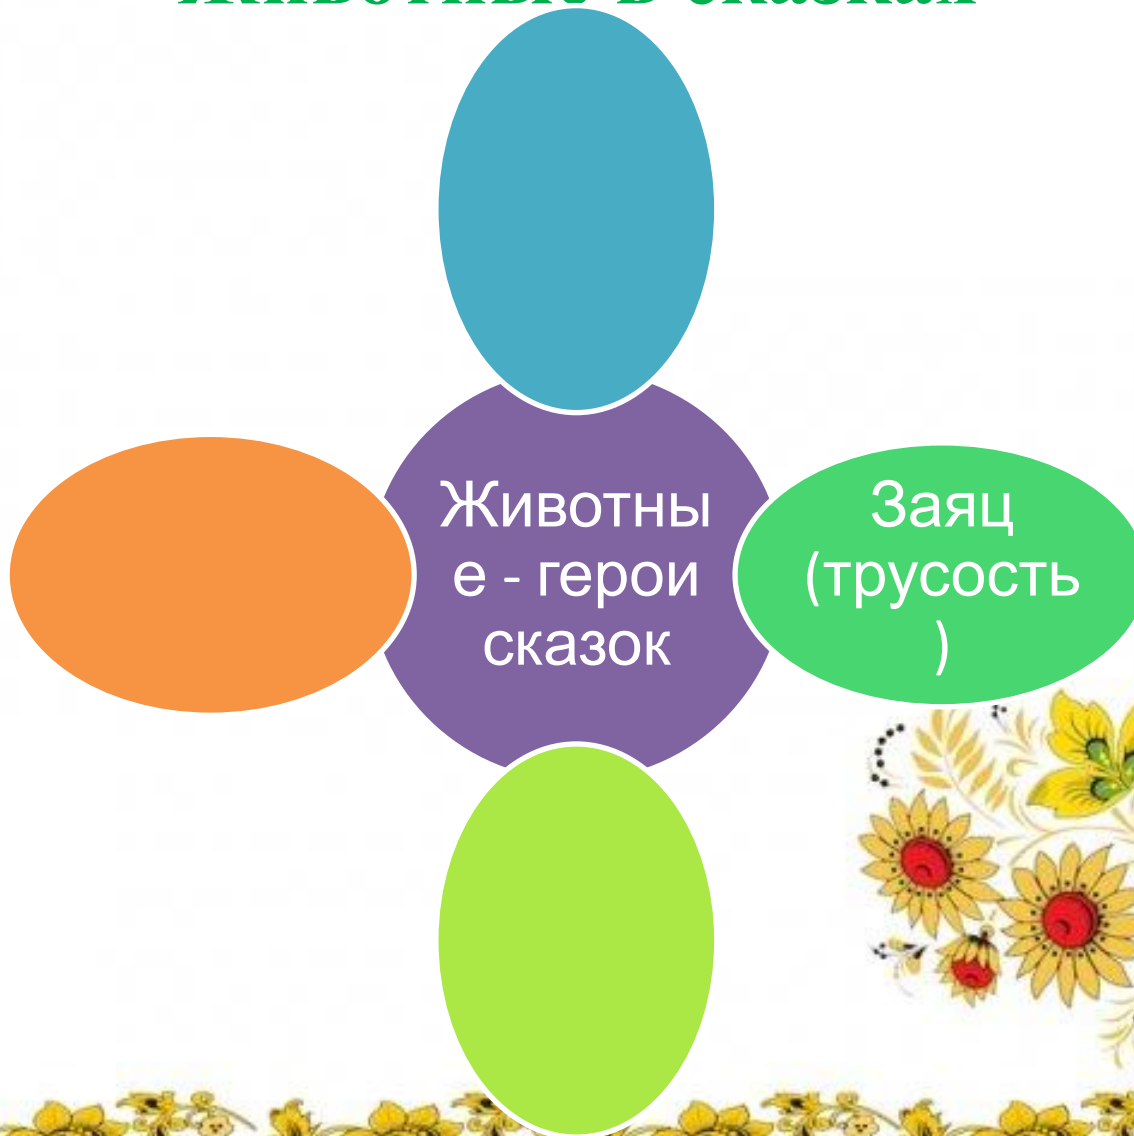 Животны
е - герои
сказок
Заяц
(трусость
)